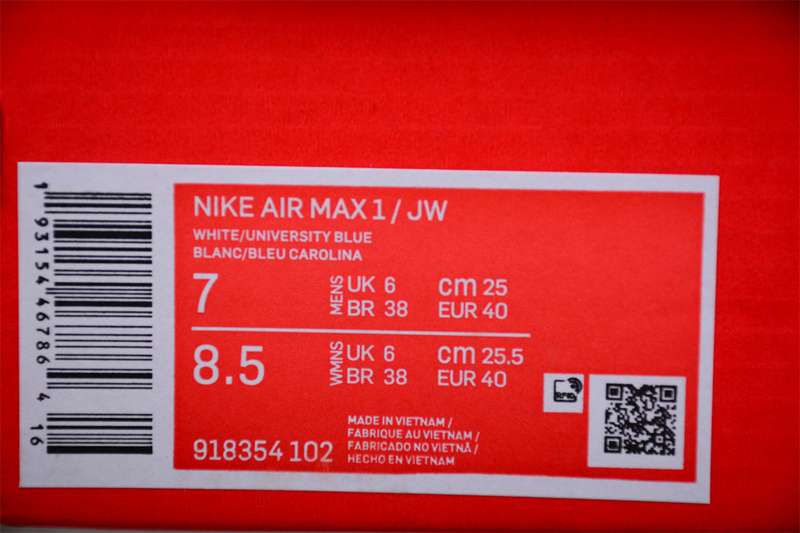 NIKE AIR MAX 1 / JW
WHITE/UNIVERSITY BLUE
BLANC/BLEU CAROLINA
7 MENS UK 6 cm 25
BR 38 EUR 40
8.5 WMNS UK 6 cm 25.5
BR 38 EUR 40
RFID
918354 102
MADE IN VIETNAM /
FABRIQUE AU VIETNAM /
FABRICADO NO VIETNÃ /
HECHO EN VIETNAM
1 93154 46786 4 16